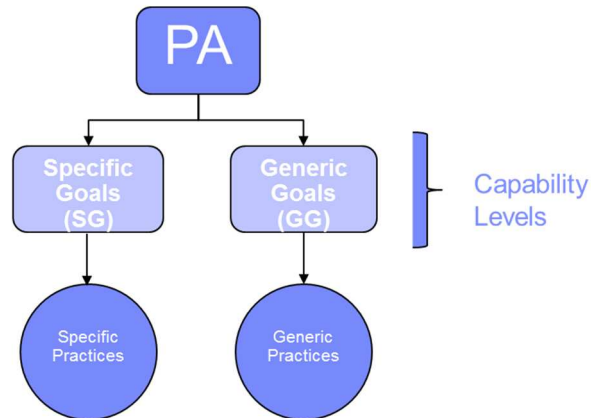 PA
Specific
Goals
(SG)
Generic
Goals
(GG)
Capability
Levels
Specific
Practices
Generic
Practices